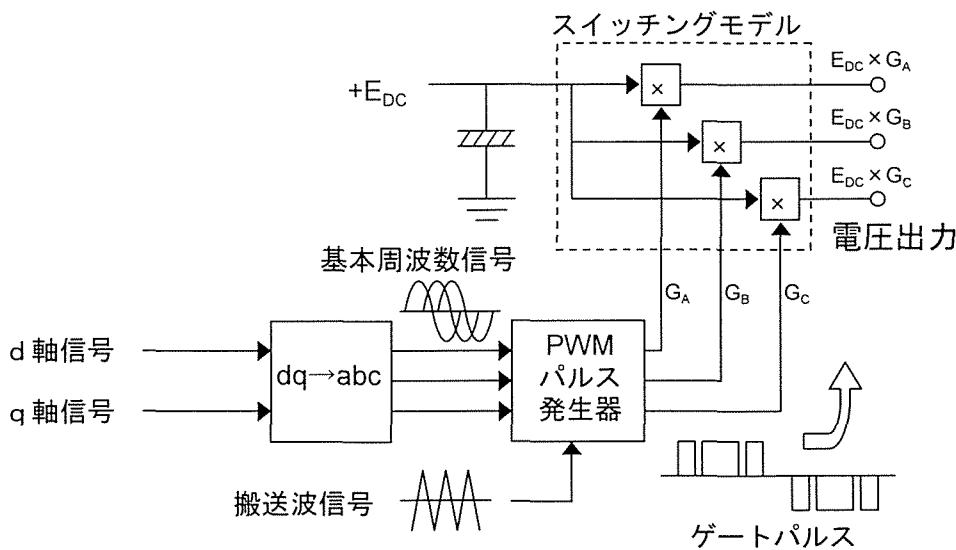 スイッチングモデル
+E_DC
×
E_DC × G_A
×
E_DC × G_B
×
E_DC × G_C
電圧出力
基本周波数信号
G_A
G_B
G_C
d 軸信号
q 軸信号
dq→abc
PWM
パルス
発生器
搬送波信号
ゲートパルス